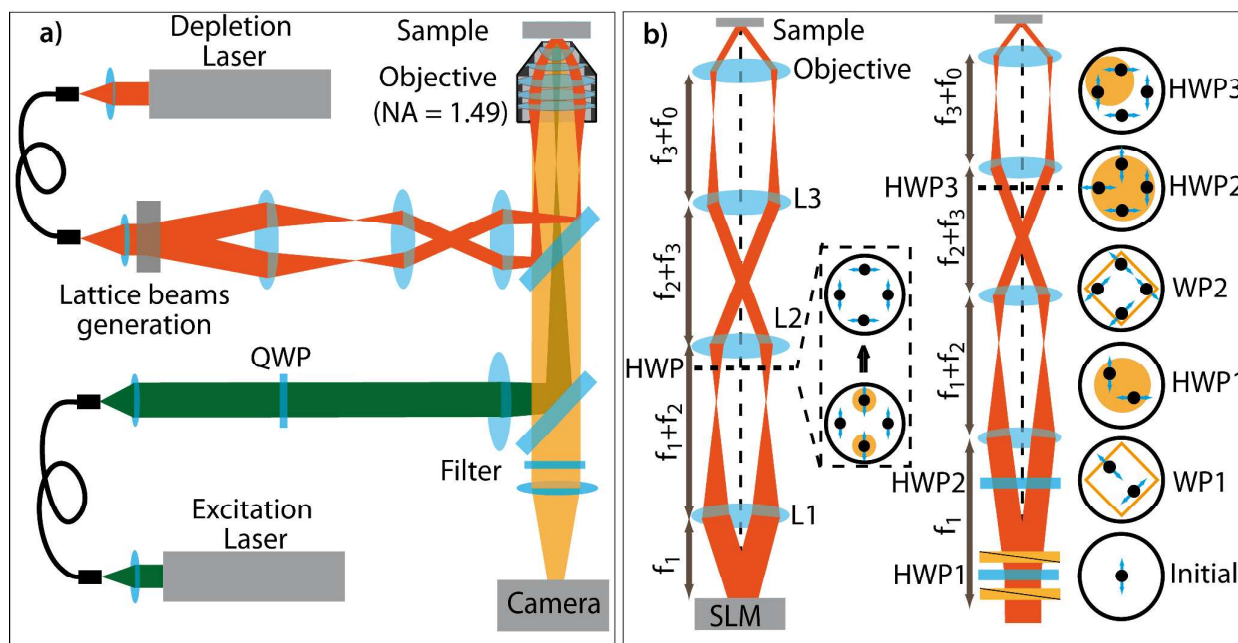 a)
Depletion
Laser
Sample
Objective
(NA = 1.49)
Lattice beams
generation
QWP
Filter
Excitation
Laser
Camera
b)
Sample
Objective
f3+f0
L3
f2+f3
L2
HWP
f1+f2
L1
f1
SLM
f3+f0
HWP3
f2+f3
f1+f2
HWP2
f1
HWP1
HWP3
HWP2
WP2
HWP1
WP1
Initial